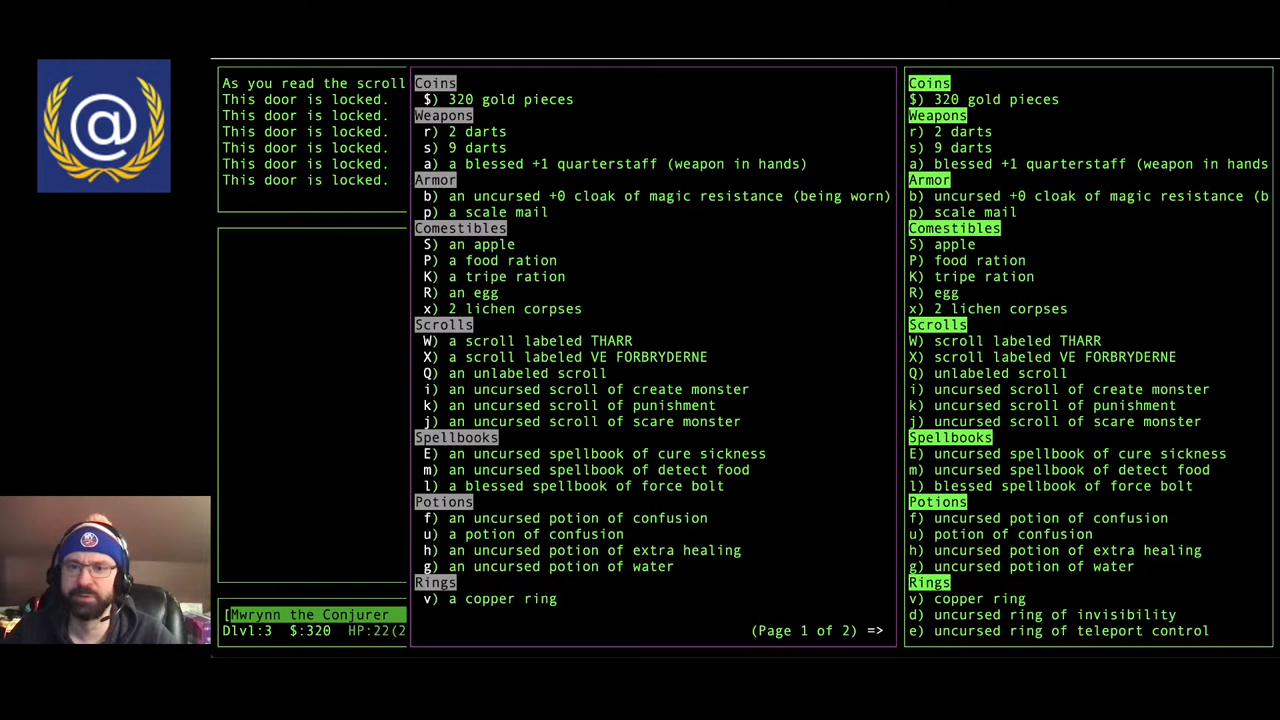 @
As you read the scroll
This door is locked.
This door is locked.
This door is locked.
This door is locked.
This door is locked.
This door is locked.
[Mwrynn the Conjurer
Dlvl:3 $:320 HP:22(2
Coins
$) 320 gold pieces
Weapons
r) 2 darts
s) 9 darts
a) a blessed +1 quarterstaff (weapon in hands)
Armor
b) an uncursed +0 cloak of magic resistance (being worn)
p) a scale mail
Comestibles
S) an apple
P) a food ration
K) a tripe ration
R) an egg
x) 2 lichen corpses
Scrolls
W) a scroll labeled THARR
X) a scroll labeled VE FORBRYDERNE
Q) an unlabeled scroll
i) an uncursed scroll of create monster
k) an uncursed scroll of punishment
j) an uncursed scroll of scare monster
Spellbooks
E) an uncursed spellbook of cure sickness
m) an uncursed spellbook of detect food
l) a blessed spellbook of force bolt
Potions
f) an uncursed potion of confusion
u) a potion of confusion
h) an uncursed potion of extra healing
g) an uncursed potion of water
Rings
v) a copper ring
(Page 1 of 2) =>
Coins
$) 320 gold pieces
Weapons
r) 2 darts
s) 9 darts
a) blessed +1 quarterstaff (weapon in hands
Armor
b) uncursed +0 cloak of magic resistance (b
p) scale mail
Comestibles
S) apple
P) food ration
K) tripe ration
R) egg
x) 2 lichen corpses
Scrolls
W) scroll labeled THARR
X) scroll labeled VE FORBRYDERNE
Q) unlabeled scroll
i) uncursed scroll of create monster
k) uncursed scroll of punishment
j) uncursed scroll of scare monster
Spellbooks
E) uncursed spellbook of cure sickness
m) uncursed spellbook of detect food
l) blessed spellbook of force bolt
Potions
f) uncursed potion of confusion
u) potion of confusion
h) uncursed potion of extra healing
g) uncursed potion of water
Rings
v) copper ring
d) uncursed ring of invisibility
e) uncursed ring of teleport control